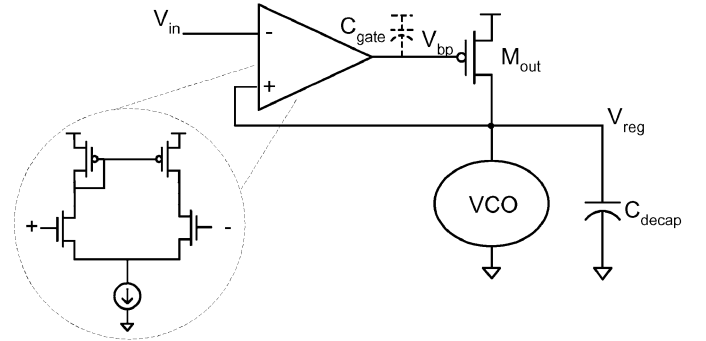 V_in
-
C_gate
V_bp
M_out
+
V_reg
VCO
C_decap
+
-